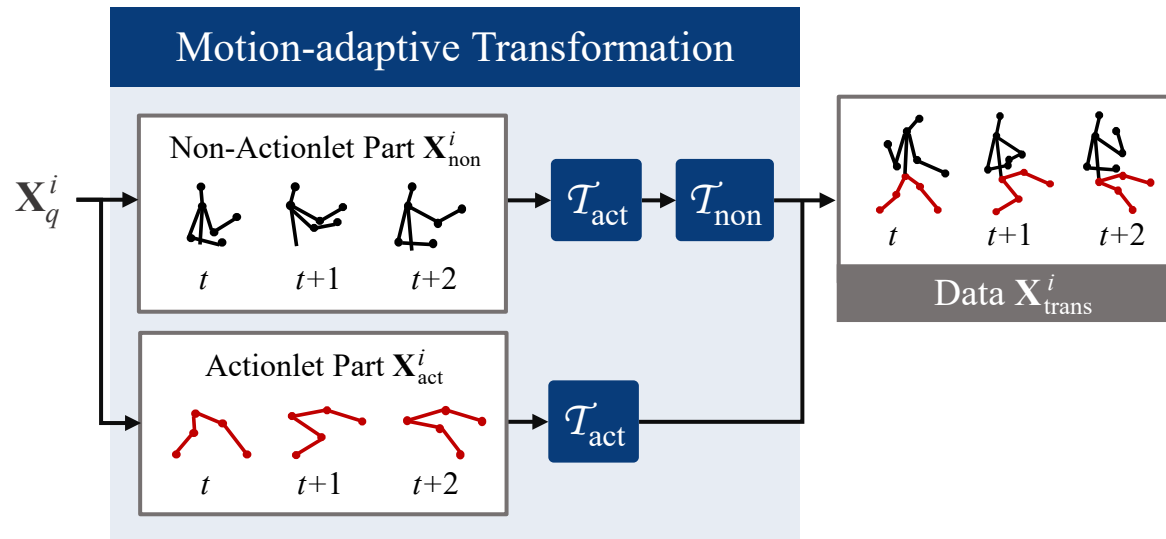 Motion-adaptive Transformation
X_q^i
Non-Actionlet Part X_non^i
t t+1 t+2
𝒯_act 𝒯_non
Actionlet Part X_act^i
t t+1 t+2
𝒯_act
t t+1 t+2
Data X_trans^i